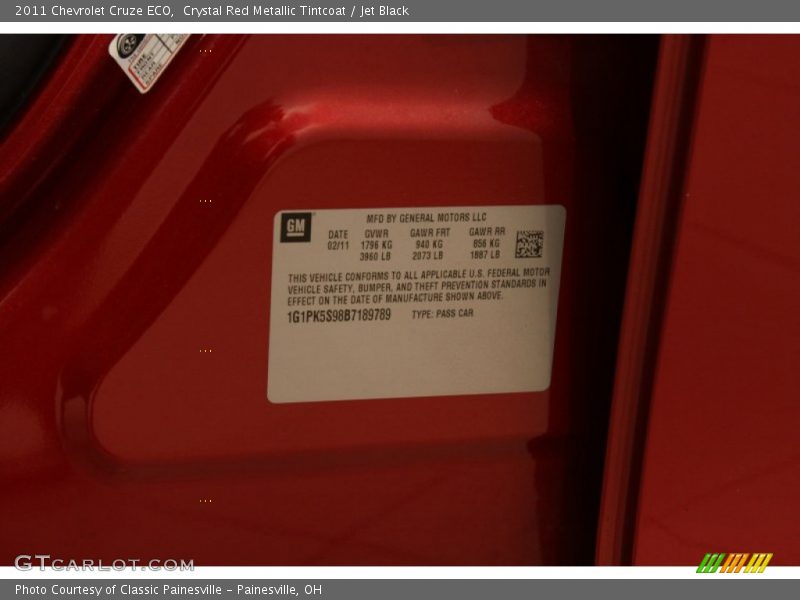 2011 Chevrolet Cruze ECO,  Crystal Red Metallic Tintcoat / Jet Black
GM
MFD BY GENERAL MOTORS LLC
DATE GVWR GAWR FRT GAWR RR
02/11 1796 KG 940 KG 856 KG
3960 LB 2073 LB 1887 LB
THIS VEHICLE CONFORMS TO ALL APPLICABLE U.S. FEDERAL MOTOR
VEHICLE SAFETY, BUMPER, AND THEFT PREVENTION STANDARDS IN
EFFECT ON THE DATE OF MANUFACTURE SHOWN ABOVE.
1G1PK5S98B7189789 TYPE: PASS CAR
GTCARLOT.COM
Photo Courtesy of Classic Painesville - Painesville, OH